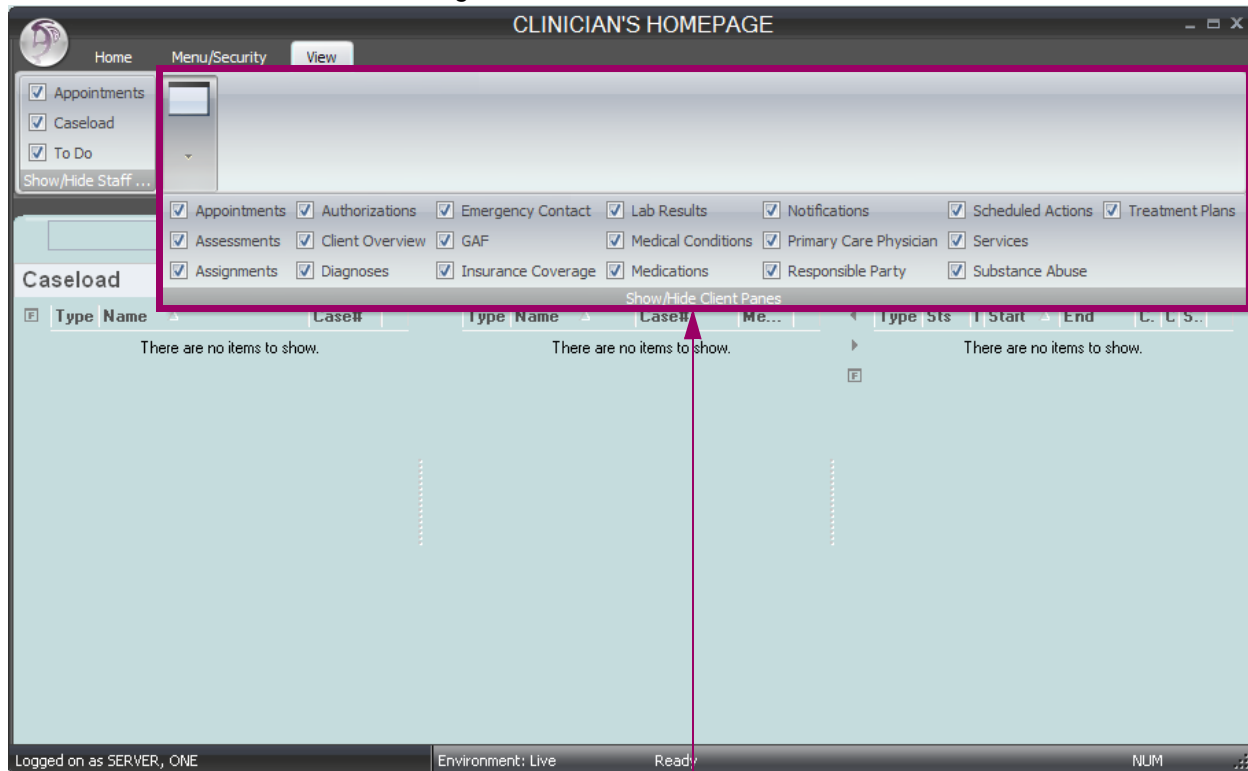 CLINICIAN'S HOMEPAGE
Home Menu/Security View
Appointments
Caseload
To Do
Show/Hide Staff ...
Appointments Authorizations Emergency Contact Lab Results Notifications Scheduled Actions Treatment Plans
Assessments Client Overview GAF Medical Conditions Primary Care Physician Services
Assignments Diagnoses Insurance Coverage Medications Responsible Party Substance Abuse
Show/Hide Client Panes
Caseload
F Type Name Case# Type Name Case# Me... Type Sts T Start End C. C S..
There are no items to show. There are no items to show. There are no items to show.
F
Logged on as SERVER, ONE Environment: Live Ready NUM